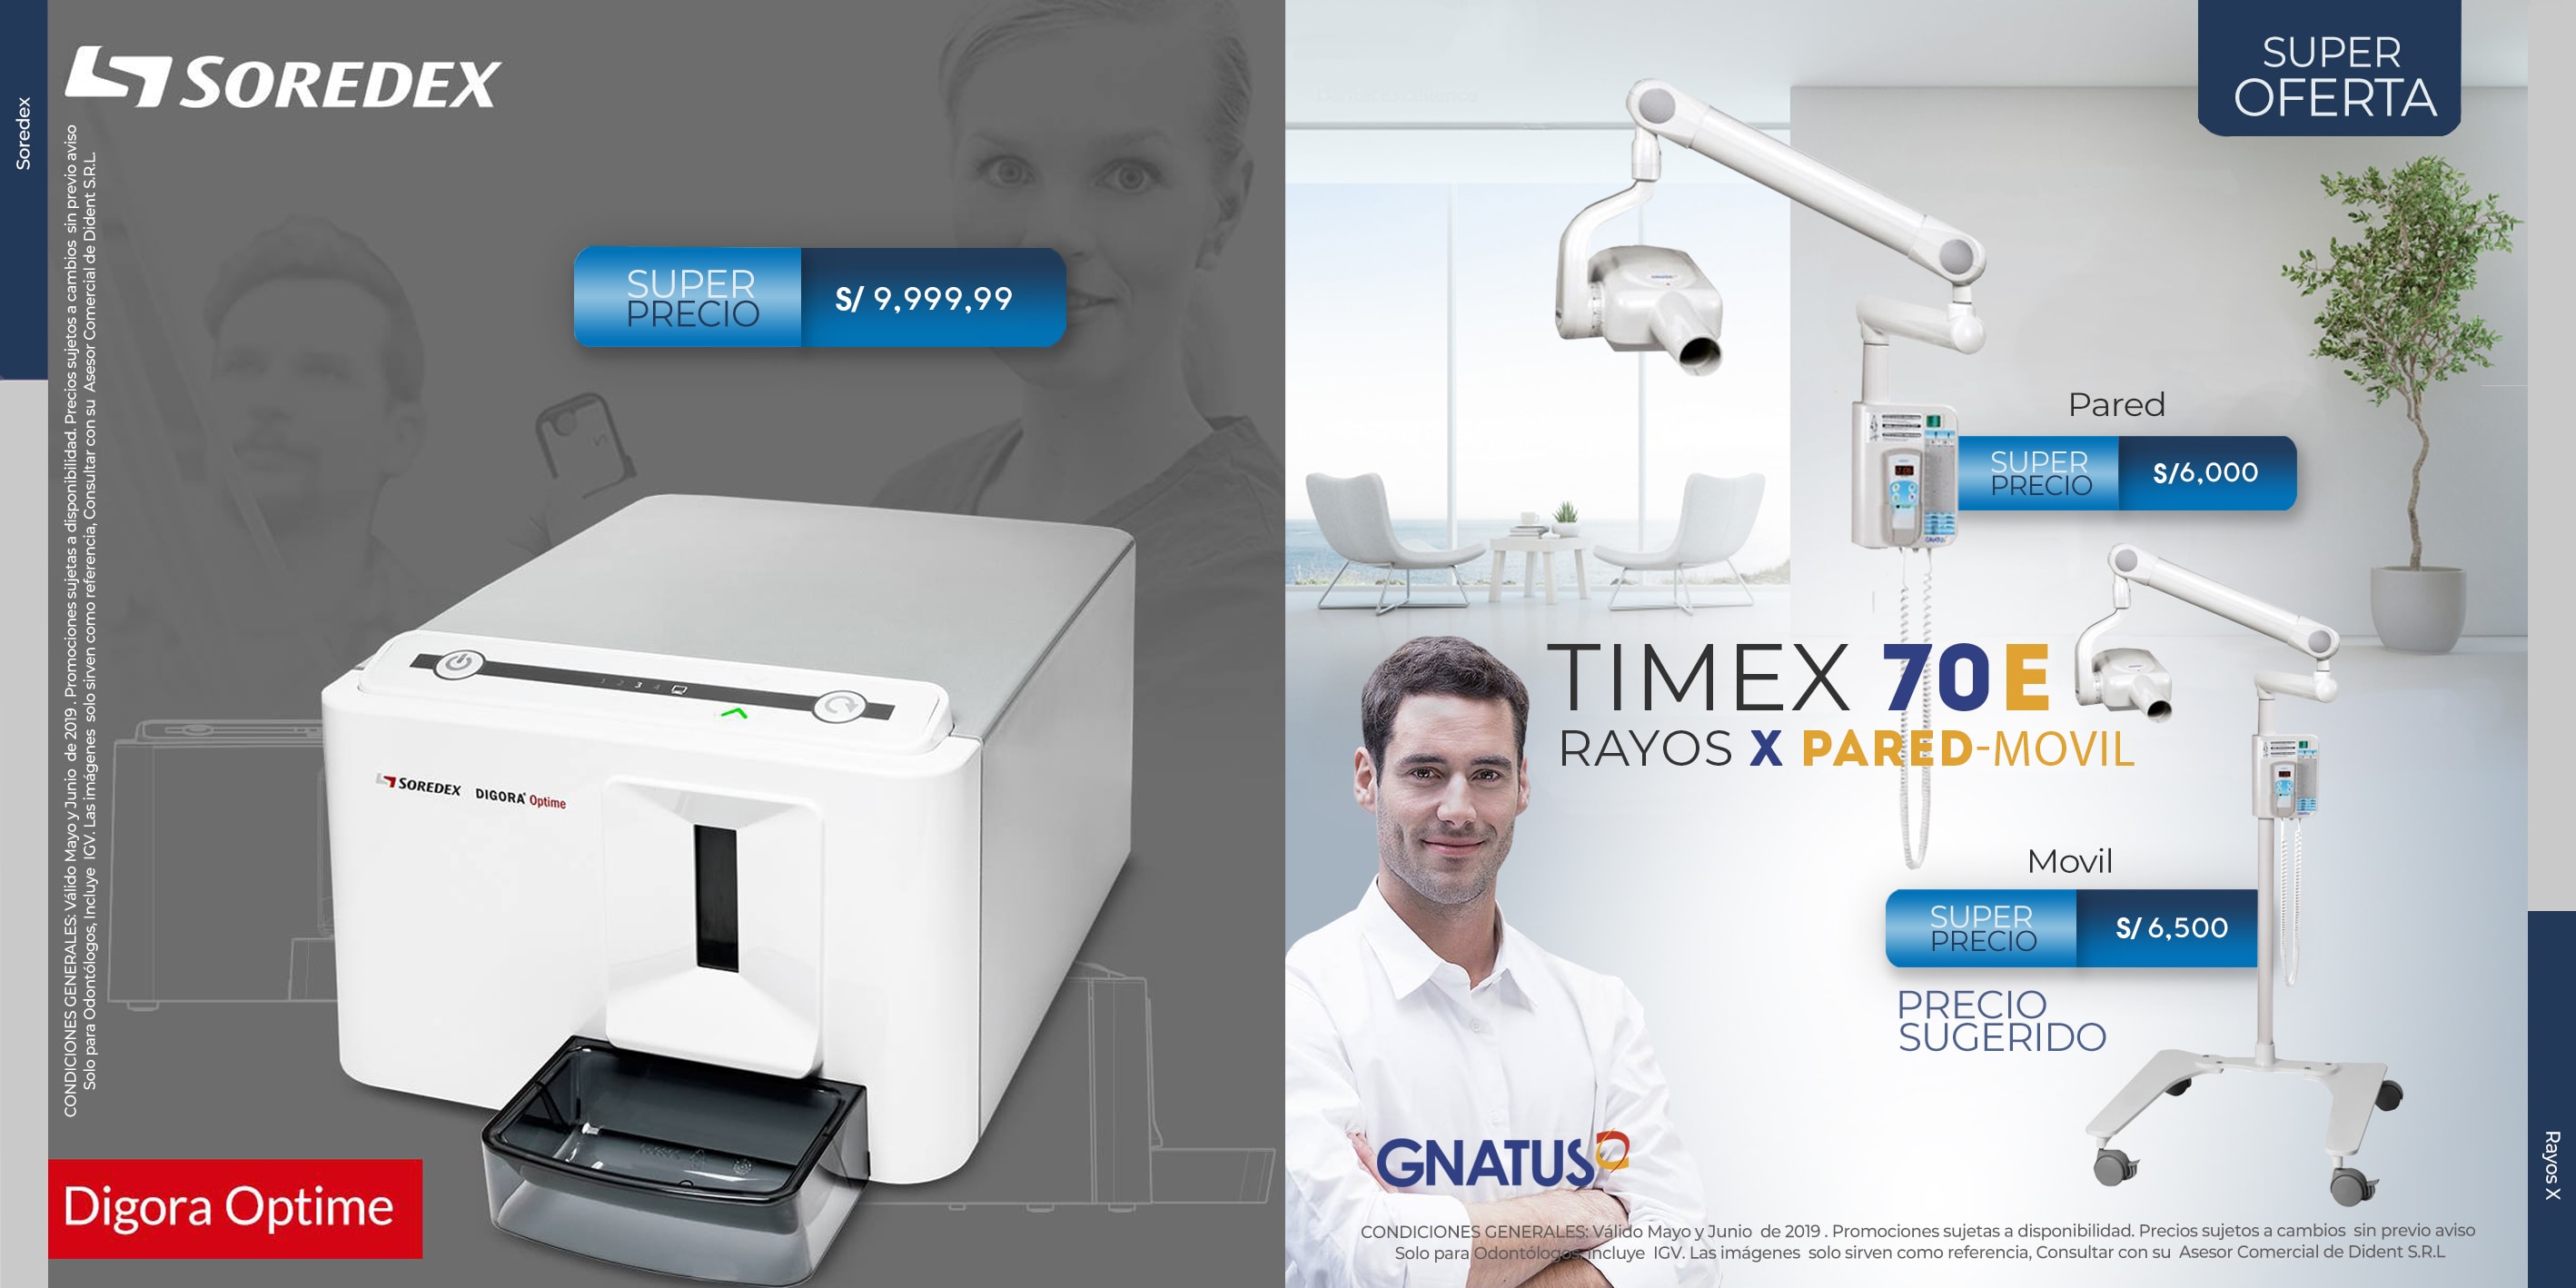 Soredex
SOREDEX
CONDICIONES GENERALES: Válido Mayo y Junio de 2019 . Promociones sujetas a disponibilidad. Precios sujetos a cambios sin previo aviso
Solo para Odontólogos, Incluye IGV. Las imágenes solo sirven como referencia, Consultar con su Asesor Comercial de Dident S.R.L.
SUPER
PRECIO
S/ 9,999,99
SOREDEX DIGORA Optime
Digora Optime
SUPER
OFERTA
Pared
SUPER
PRECIO
S/6,000
GNATUS
TIMEX 70E
RAYOS X PARED-MOVIL
Movil
SUPER
PRECIO
S/ 6,500
PRECIO
SUGERIDO
GNATUS
CONDICIONES GENERALES: Válido Mayo y Junio de 2019 . Promociones sujetas a disponibilidad. Precios sujetos a cambios sin previo aviso
Solo para Odontólogos, Incluye IGV. Las imágenes solo sirven como referencia, Consultar con su Asesor Comercial de Dident S.R.L
Rayos X